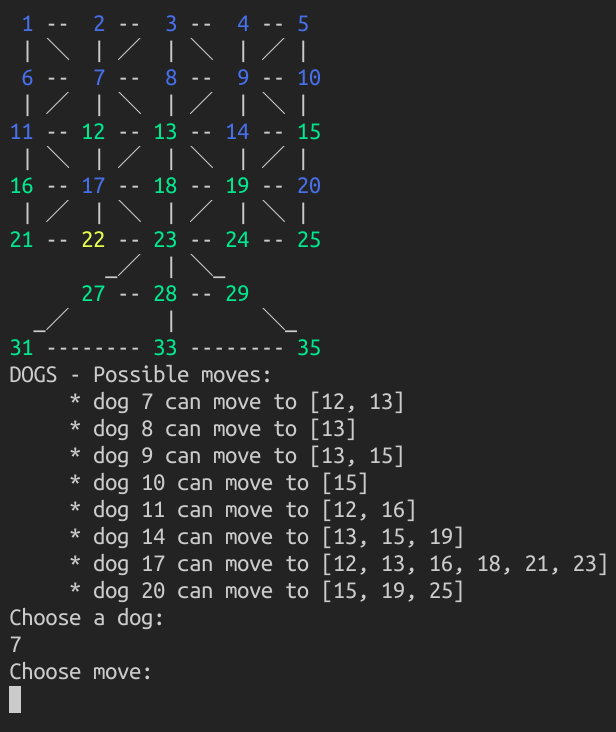 1 -- 2 -- 3 -- 4 -- 5
| ╲ | ╱ | ╲ | ╱ |
6 -- 7 -- 8 -- 9 -- 10
| ╱ | ╲ | ╱ | ╲ |
11 -- 12 -- 13 -- 14 -- 15
| ╲ | ╱ | ╲ | ╱ |
16 -- 17 -- 18 -- 19 -- 20
| ╱ | ╲ | ╱ | ╲ |
21 -- 22 -- 23 -- 24 -- 25
_╱ | ╲_
27 -- 28 -- 29
_╱ | ╲_
31 -------- 33 -------- 35
DOGS - Possible moves:
* dog 7 can move to [12, 13]
* dog 8 can move to [13]
* dog 9 can move to [13, 15]
* dog 10 can move to [15]
* dog 11 can move to [12, 16]
* dog 14 can move to [13, 15, 19]
* dog 17 can move to [12, 13, 16, 18, 21, 23]
* dog 20 can move to [15, 19, 25]
Choose a dog:
7
Choose move: